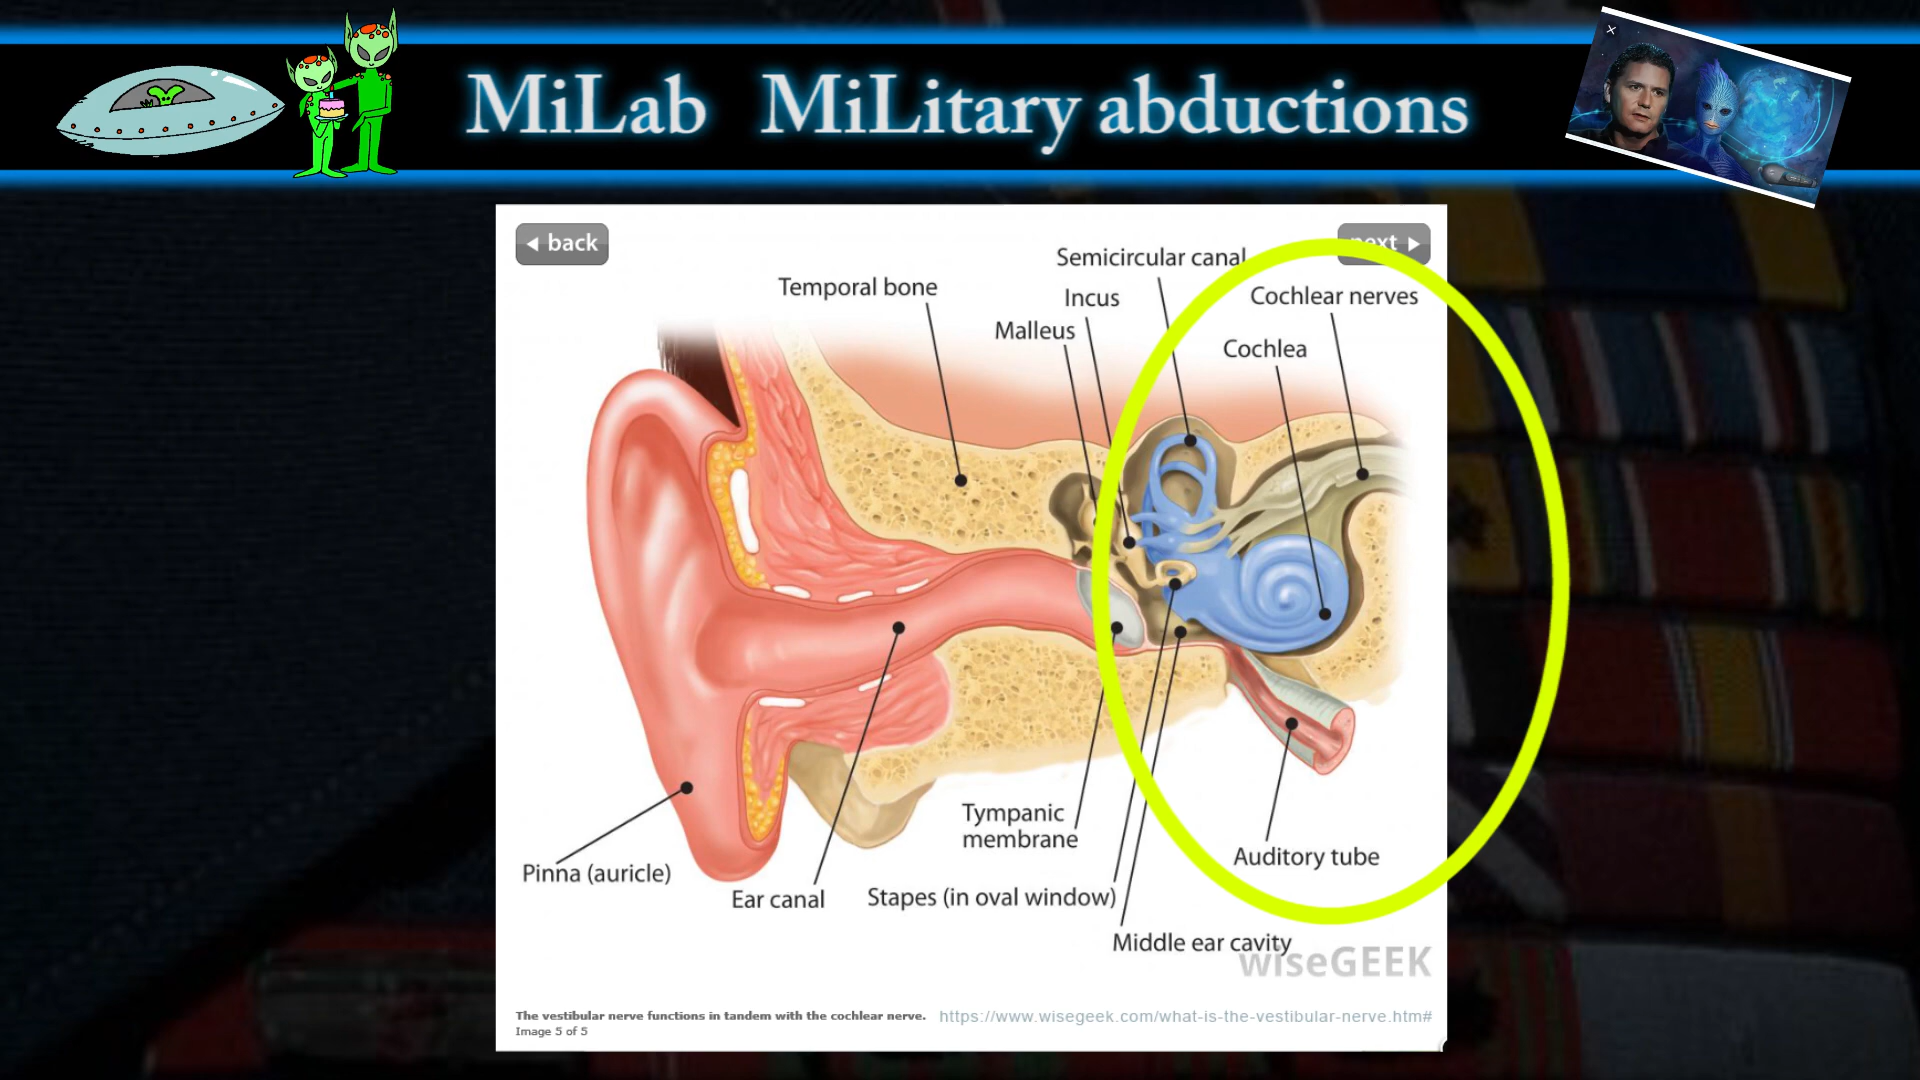 MiLab MiLitary abductions
back
next
Semicircular canal
Temporal bone
Incus
Cochlear nerves
Malleus
Cochlea
Tympanic
membrane
Auditory tube
Pinna (auricle)
Ear canal
Stapes (in oval window)
Middle ear cavity
wiseGEEK
The vestibular nerve functions in tandem with the cochlear nerve.
https://www.wisegeek.com/what-is-the-vestibular-nerve.htm#
Image 5 of 5